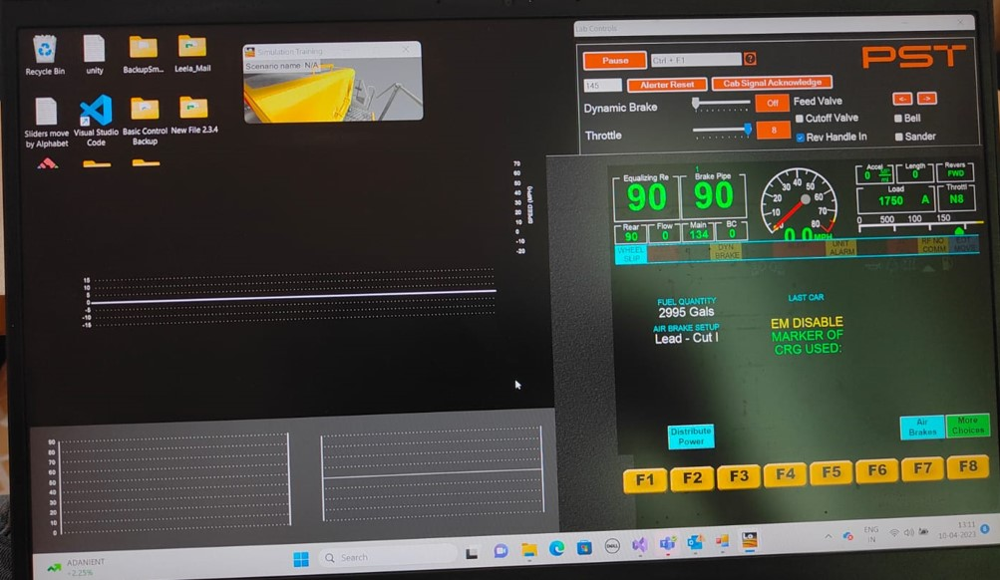 Recycle Bin
unity
BackupSm...
Leela_Mail
Sliders move
by Alphabet
Visual Studio
Code
Basic Control
Backup
New File 2.3.4
Simulation Training
Scenario name N/A
Lab Controls
Pause
Ctrl + F1
?
PST
145
Alerter Reset
Cab Signal Acknowledge
Dynamic Brake
Off
Feed Valve
<-
->
Cutoff Valve
Bell
Throttle
8
Rev Handle In
Sander
Equalizing Re
90
Brake Pipe
90
Rear
90
Flow
0
Main
134
BC
0
10
20
30
40
50
60
70
80
0.0 MPH
Accel
0
Length
0
Revers
FWD
Load
1750 A
Throttl
N8
0
500
100
150
WHEEL
SLIP
DYN.
BRAKE
UNIT
ALARM
RF NO
COMM
70
60
50
40
30
20
10
0
-10
-20
SPEED (MPH)
15
10
5
0
-5
-10
-15
FUEL QUANTITY
2995 Gals
AIR BRAKE SETUP
Lead - Cut I
LAST CAR
EM DISABLE
MARKER OF
CRG USED:
Distribute
Power
Air
Brakes
More
Choices
F1
F2
F3
F4
F5
F6
F7
F8
90
80
70
60
50
40
30
20
10
0
ADANIENT
+2.25%
Search
DELL
La
ENG
IN
13:11
10-04-2023